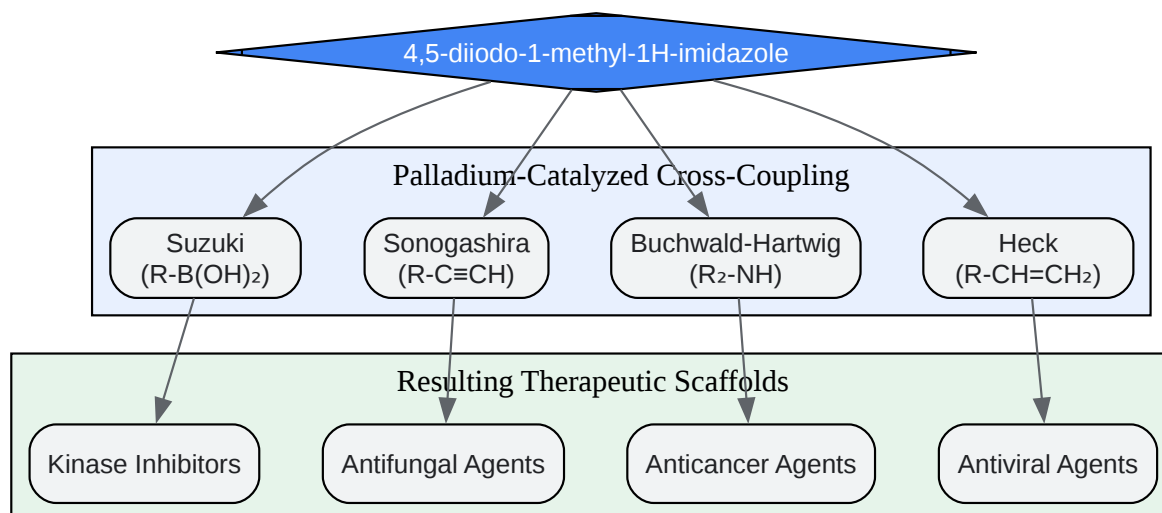 4,5-diiodo-1-methyl-1H-imidazole
Palladium-Catalyzed Cross-Coupling
Suzuki
(R-B(OH)₂)
Sonogashira
(R-C≡CH)
Buchwald-Hartwig
(R₂-NH)
Heck
(R-CH=CH₂)
Resulting Therapeutic Scaffolds
Kinase Inhibitors
Antifungal Agents
Anticancer Agents
Antiviral Agents